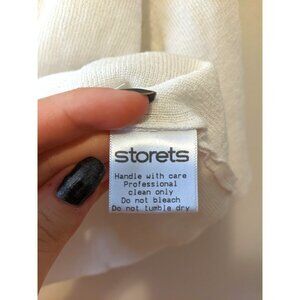 storets
Handle with care
Professional
clean only
Do not bleach
Do not tumble dry